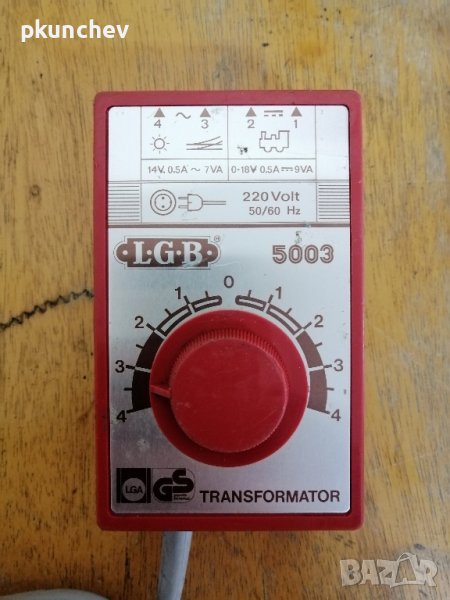 pkunchev
4 ~ 3 2 ⎓ 1
14V. 0.5A ~ 7VA 0-18V 0.5A ⎓ 9VA
220 Volt
50/60 Hz
L·G·B ®
5003
4 3 2 1 0 1 2 3 4
LGA GS TRANSFORMATOR
BAZAR